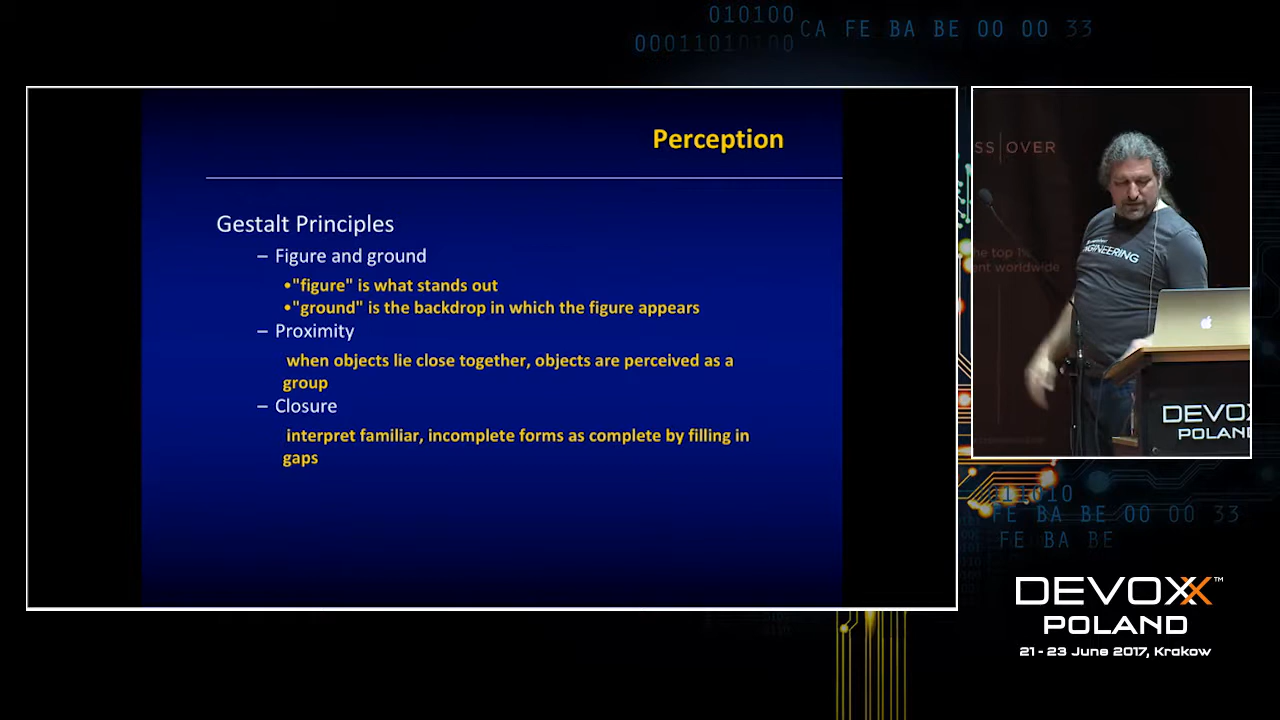 010100
000110 10100
CA FE BA BE 00 00 33
Perception
Gestalt Principles
– Figure and ground
•"figure" is what stands out
•"ground" is the backdrop in which the figure appears
– Proximity
when objects lie close together, objects are perceived as a
group
– Closure
interpret familiar, incomplete forms as complete by filling in
gaps
SS OVER
ENGINEERING
DEVOX
POLAND
FE BA BE 00 00 33
FE BA BE
DEVOXX™
POLAND
21 - 23 June 2017, Krakow